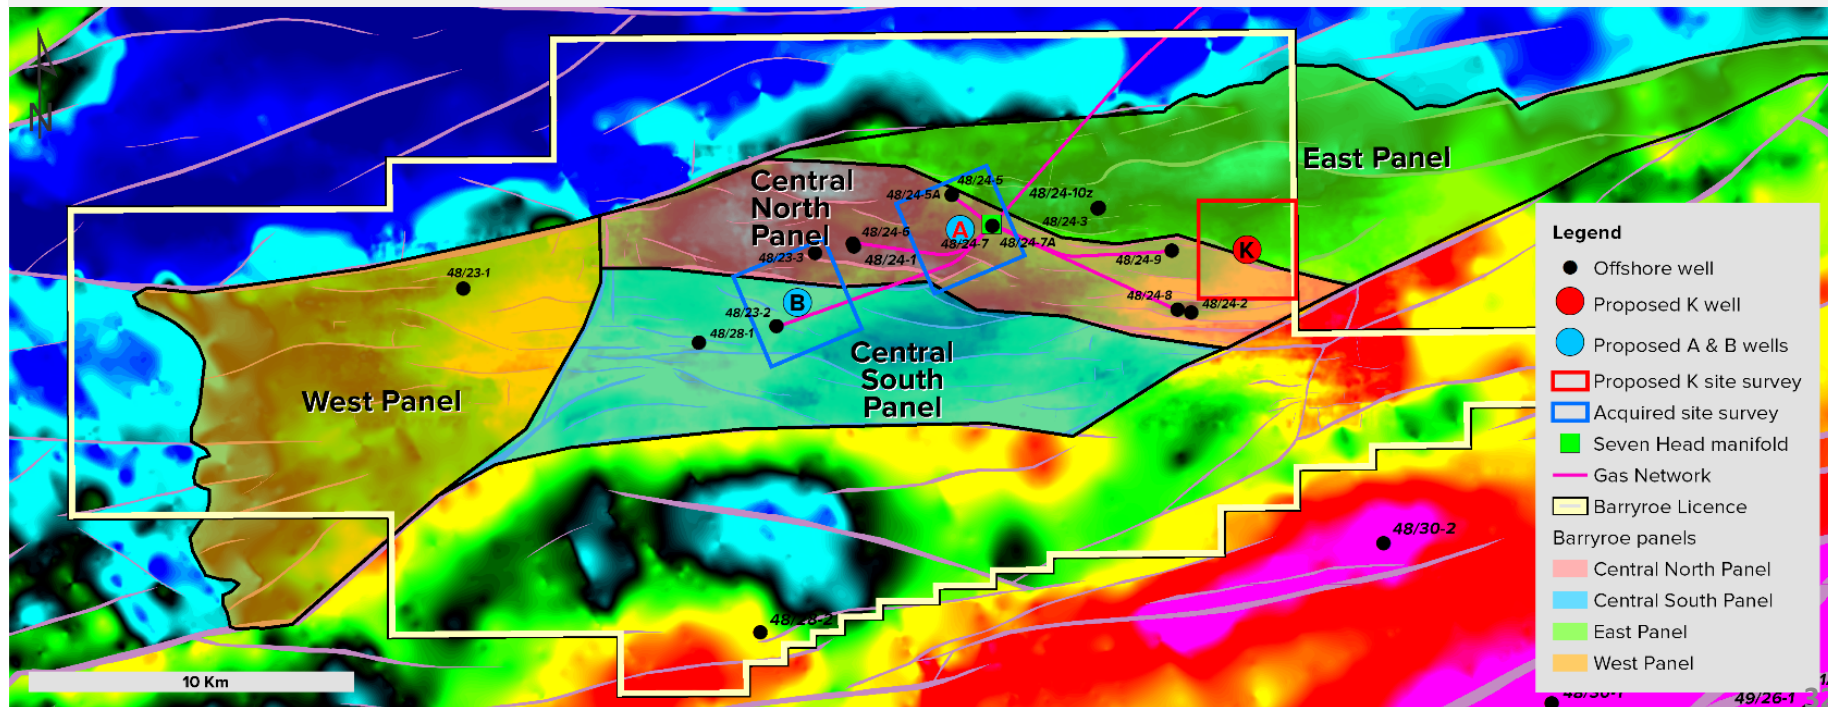 N
East Panel
Central
North
Panel
48/24-5
48/24-5A
48/24-10z
48/24-3
48/24-6
48/24-7
48/24-7A
48/23-3
48/24-1
48/24-9
A
K
48/23-1
B
48/23-2
48/28-1
48/24-8
48/24-2
Central
South
Panel
West Panel
48/30-2
48/28-2
10 Km
48/30-1
49/26-1
3
Legend
Offshore well
Proposed K well
Proposed A & B wells
Proposed K site survey
Acquired site survey
Seven Head manifold
Gas Network
Barryroe Licence
Barryroe panels
Central North Panel
Central South Panel
East Panel
West Panel